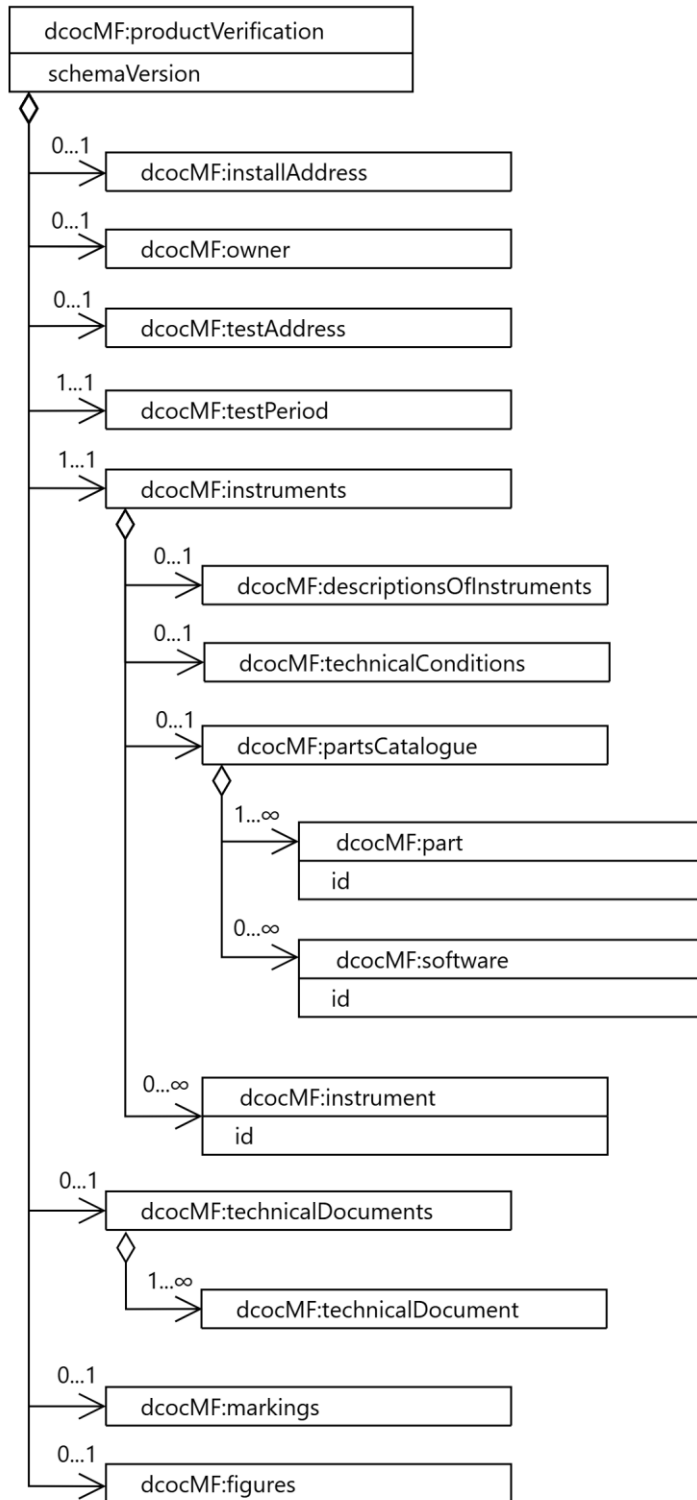 dcocMF:productVerification
schemaVersion
0...1
dcocMF:installAddress
0...1
dcocMF:owner
0...1
dcocMF:testAddress
1...1
dcocMF:testPeriod
1...1
dcocMF:instruments
0...1
dcocMF:descriptionsOfInstruments
0...1
dcocMF:technicalConditions
0...1
dcocMF:partsCatalogue
1...∞
dcocMF:part
id
0...∞
dcocMF:software
id
0...∞
dcocMF:instrument
id
0...1
dcocMF:technicalDocuments
1...∞
dcocMF:technicalDocument
0...1
dcocMF:markings
0...1
dcocMF:figures